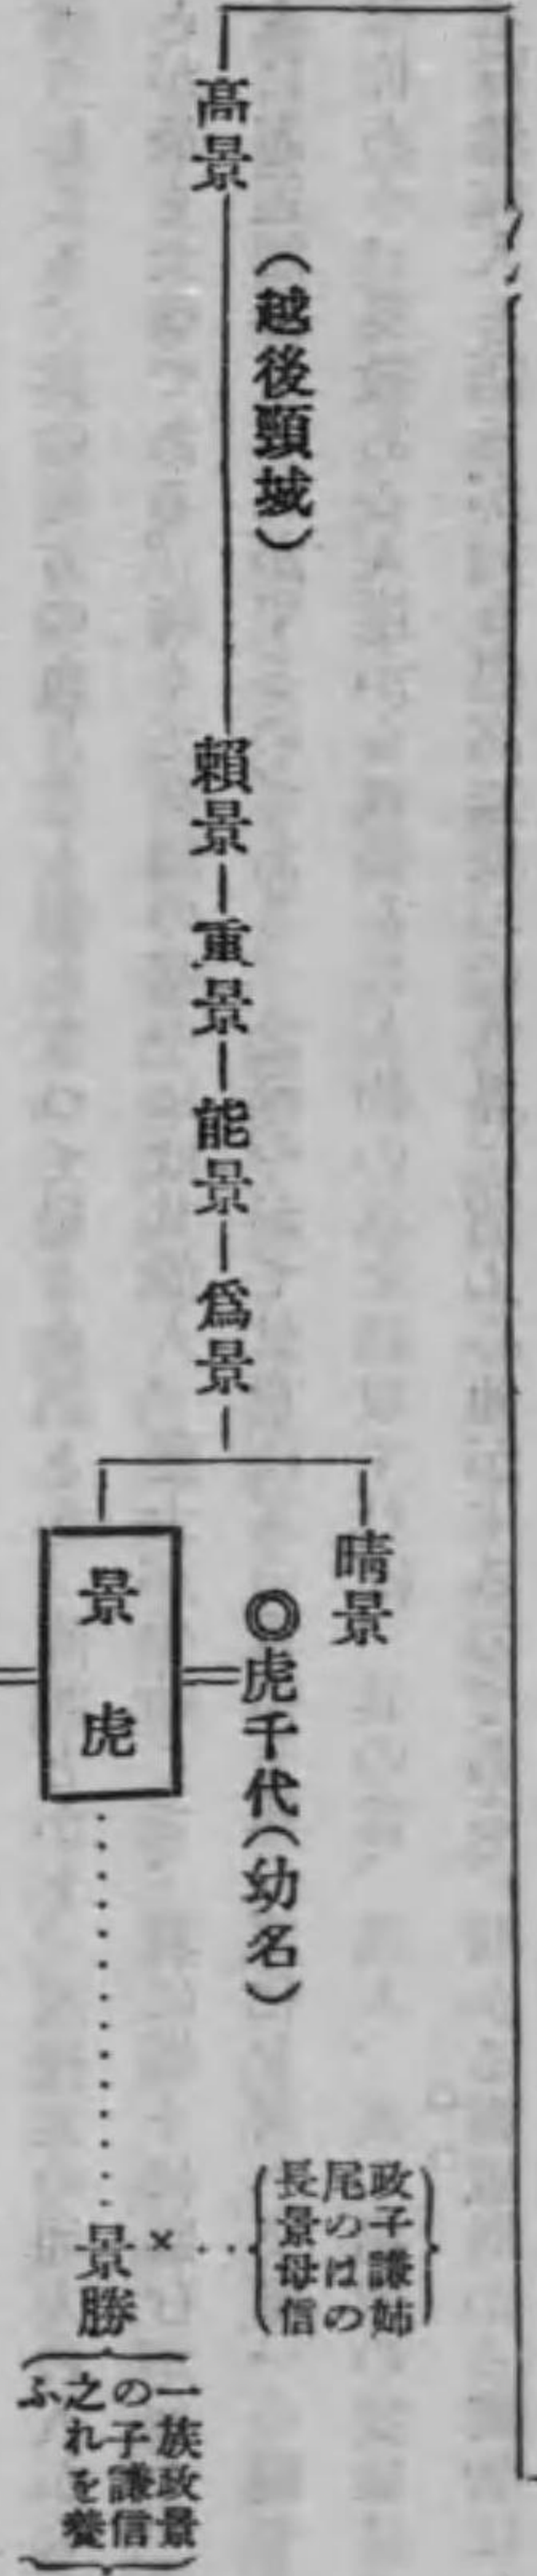 高景
（越後頸城）
賴景
重景
能景
爲景
晴景
◎虎千代（幼名）
景虎
長尾政
景の子
母は謙
信の姉
×
景勝
一族政景
の子謙信
之れを養
ふ